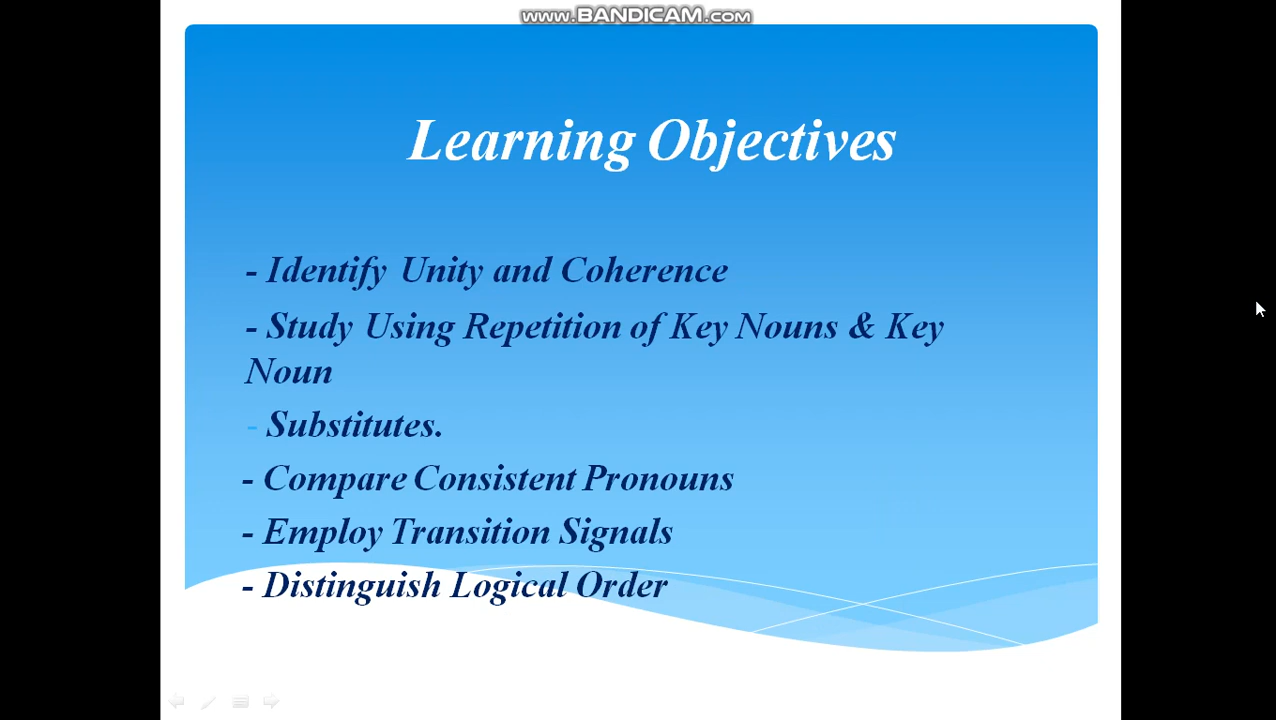 www.BANDICAM.com
Learning Objectives
- Identify Unity and Coherence
- Study Using Repetition of Key Nouns & Key
Noun
- Substitutes.
- Compare Consistent Pronouns
- Employ Transition Signals
- Distinguish Logical Order